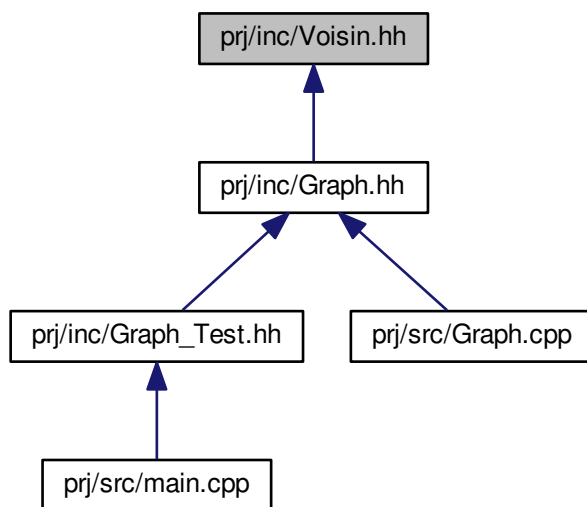 prj/inc/Voisin.hh
prj/inc/Graph.hh
prj/inc/Graph_Test.hh
prj/src/Graph.cpp
prj/src/main.cpp